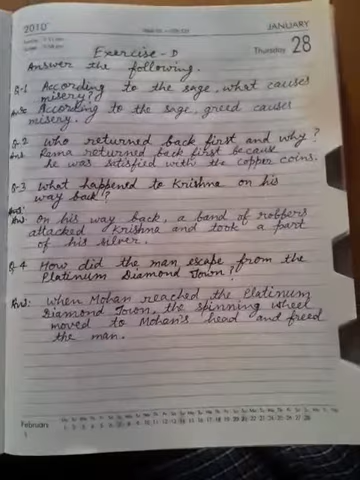 2010
JANUARY
Thursday 28
Exercise-D
Answer the following.
Q-1 According to the sage, what causes
misery?
Ans According to the sage, greed causes
misery.
Q-2 Who returned back first and why?
Ans Rama returned back first because
he was satisfied with the copper coins.
Q-3 What happened to Krishna on his
way back?
Ans:
Ans: On his way back, a band of robbers
attacked Krishna and took a part
of his silver.
Q-4 How did the man escape from the
Platinum Diamond Town?
Ans: When Mohan reached the Platinum
Diamond Town, the spinning wheel
moved to Mohan's head and freed
the man.
February